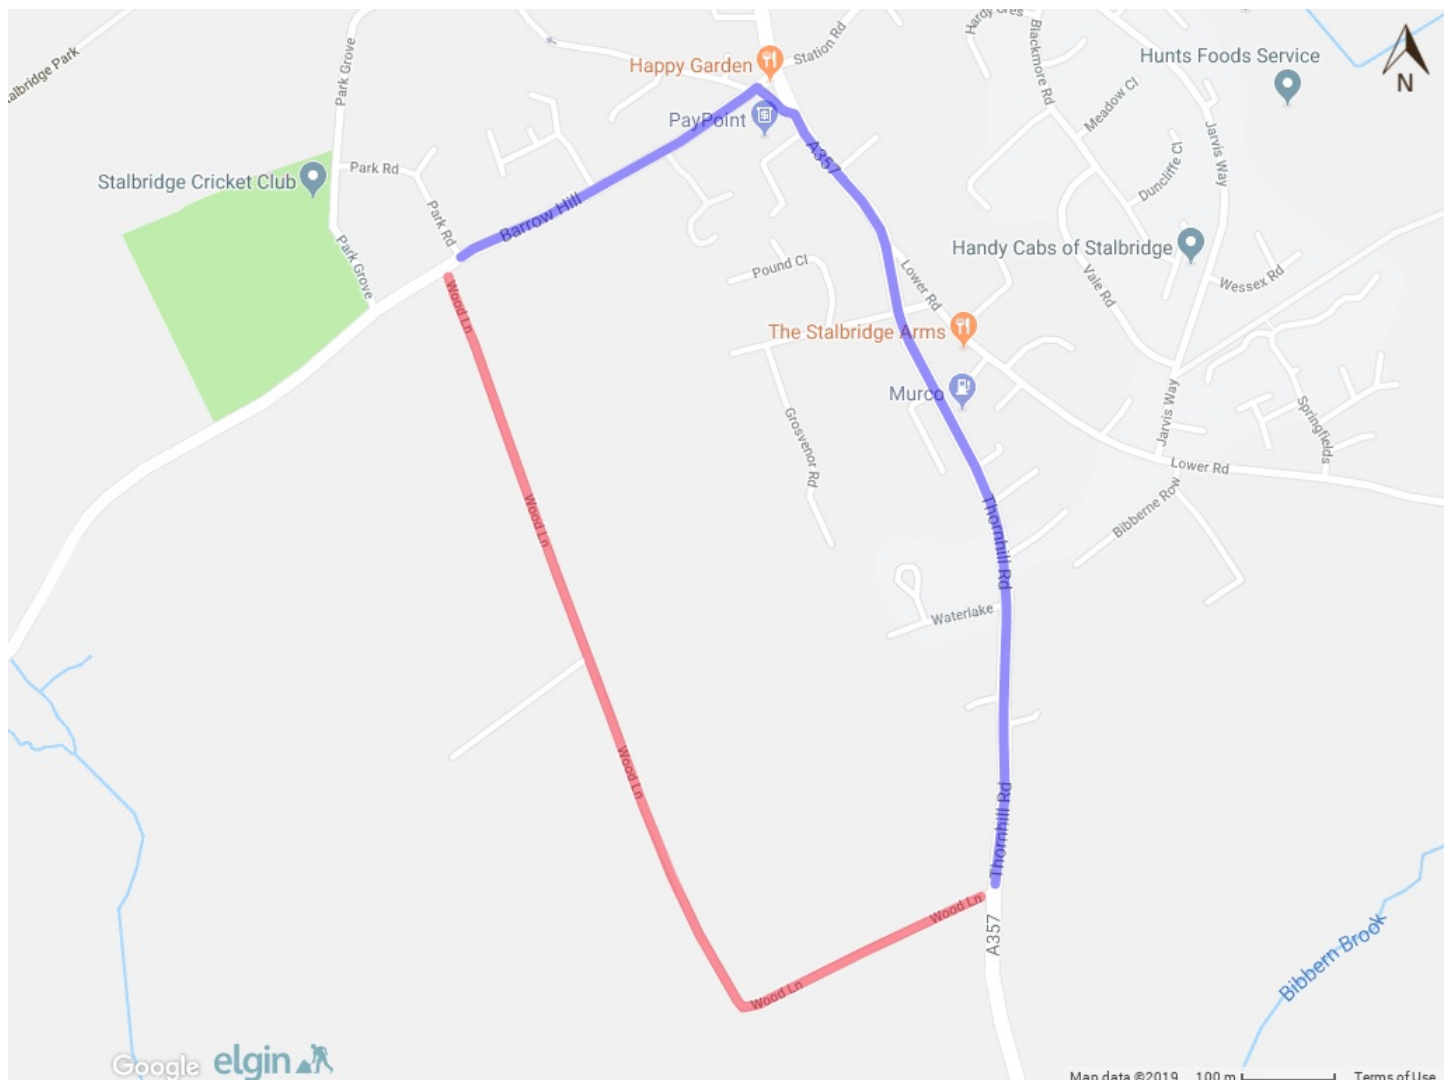 Hardy Cres
Station Rd
Happy Garden
Blackmore Rd
Hunts Foods Service
N
Park Grove
Meadow Cl
PayPoint
A357
Jarvis Way
Duncliffe Cl
Park Rd
Stalbridge Cricket Club
Park Rd
Barrow Hill
Park Grove
Handy Cabs of Stalbridge
Pound Cl
Lower Rd
Vale Rd
Wessex Rd
Wood Ln
The Stalbridge Arms
Murco
Jarvis Way
Springfields
Grosvenor Rd
Lower Rd
Wood Ln
Bibberne Row
Thornhill Rd
Waterlake
Wood Ln
Thornhill Rd
Wood Ln
A357
Wood Ln
Bibbern Brook
Google
elgin
Map data ©2019
100 m
Terms of Use